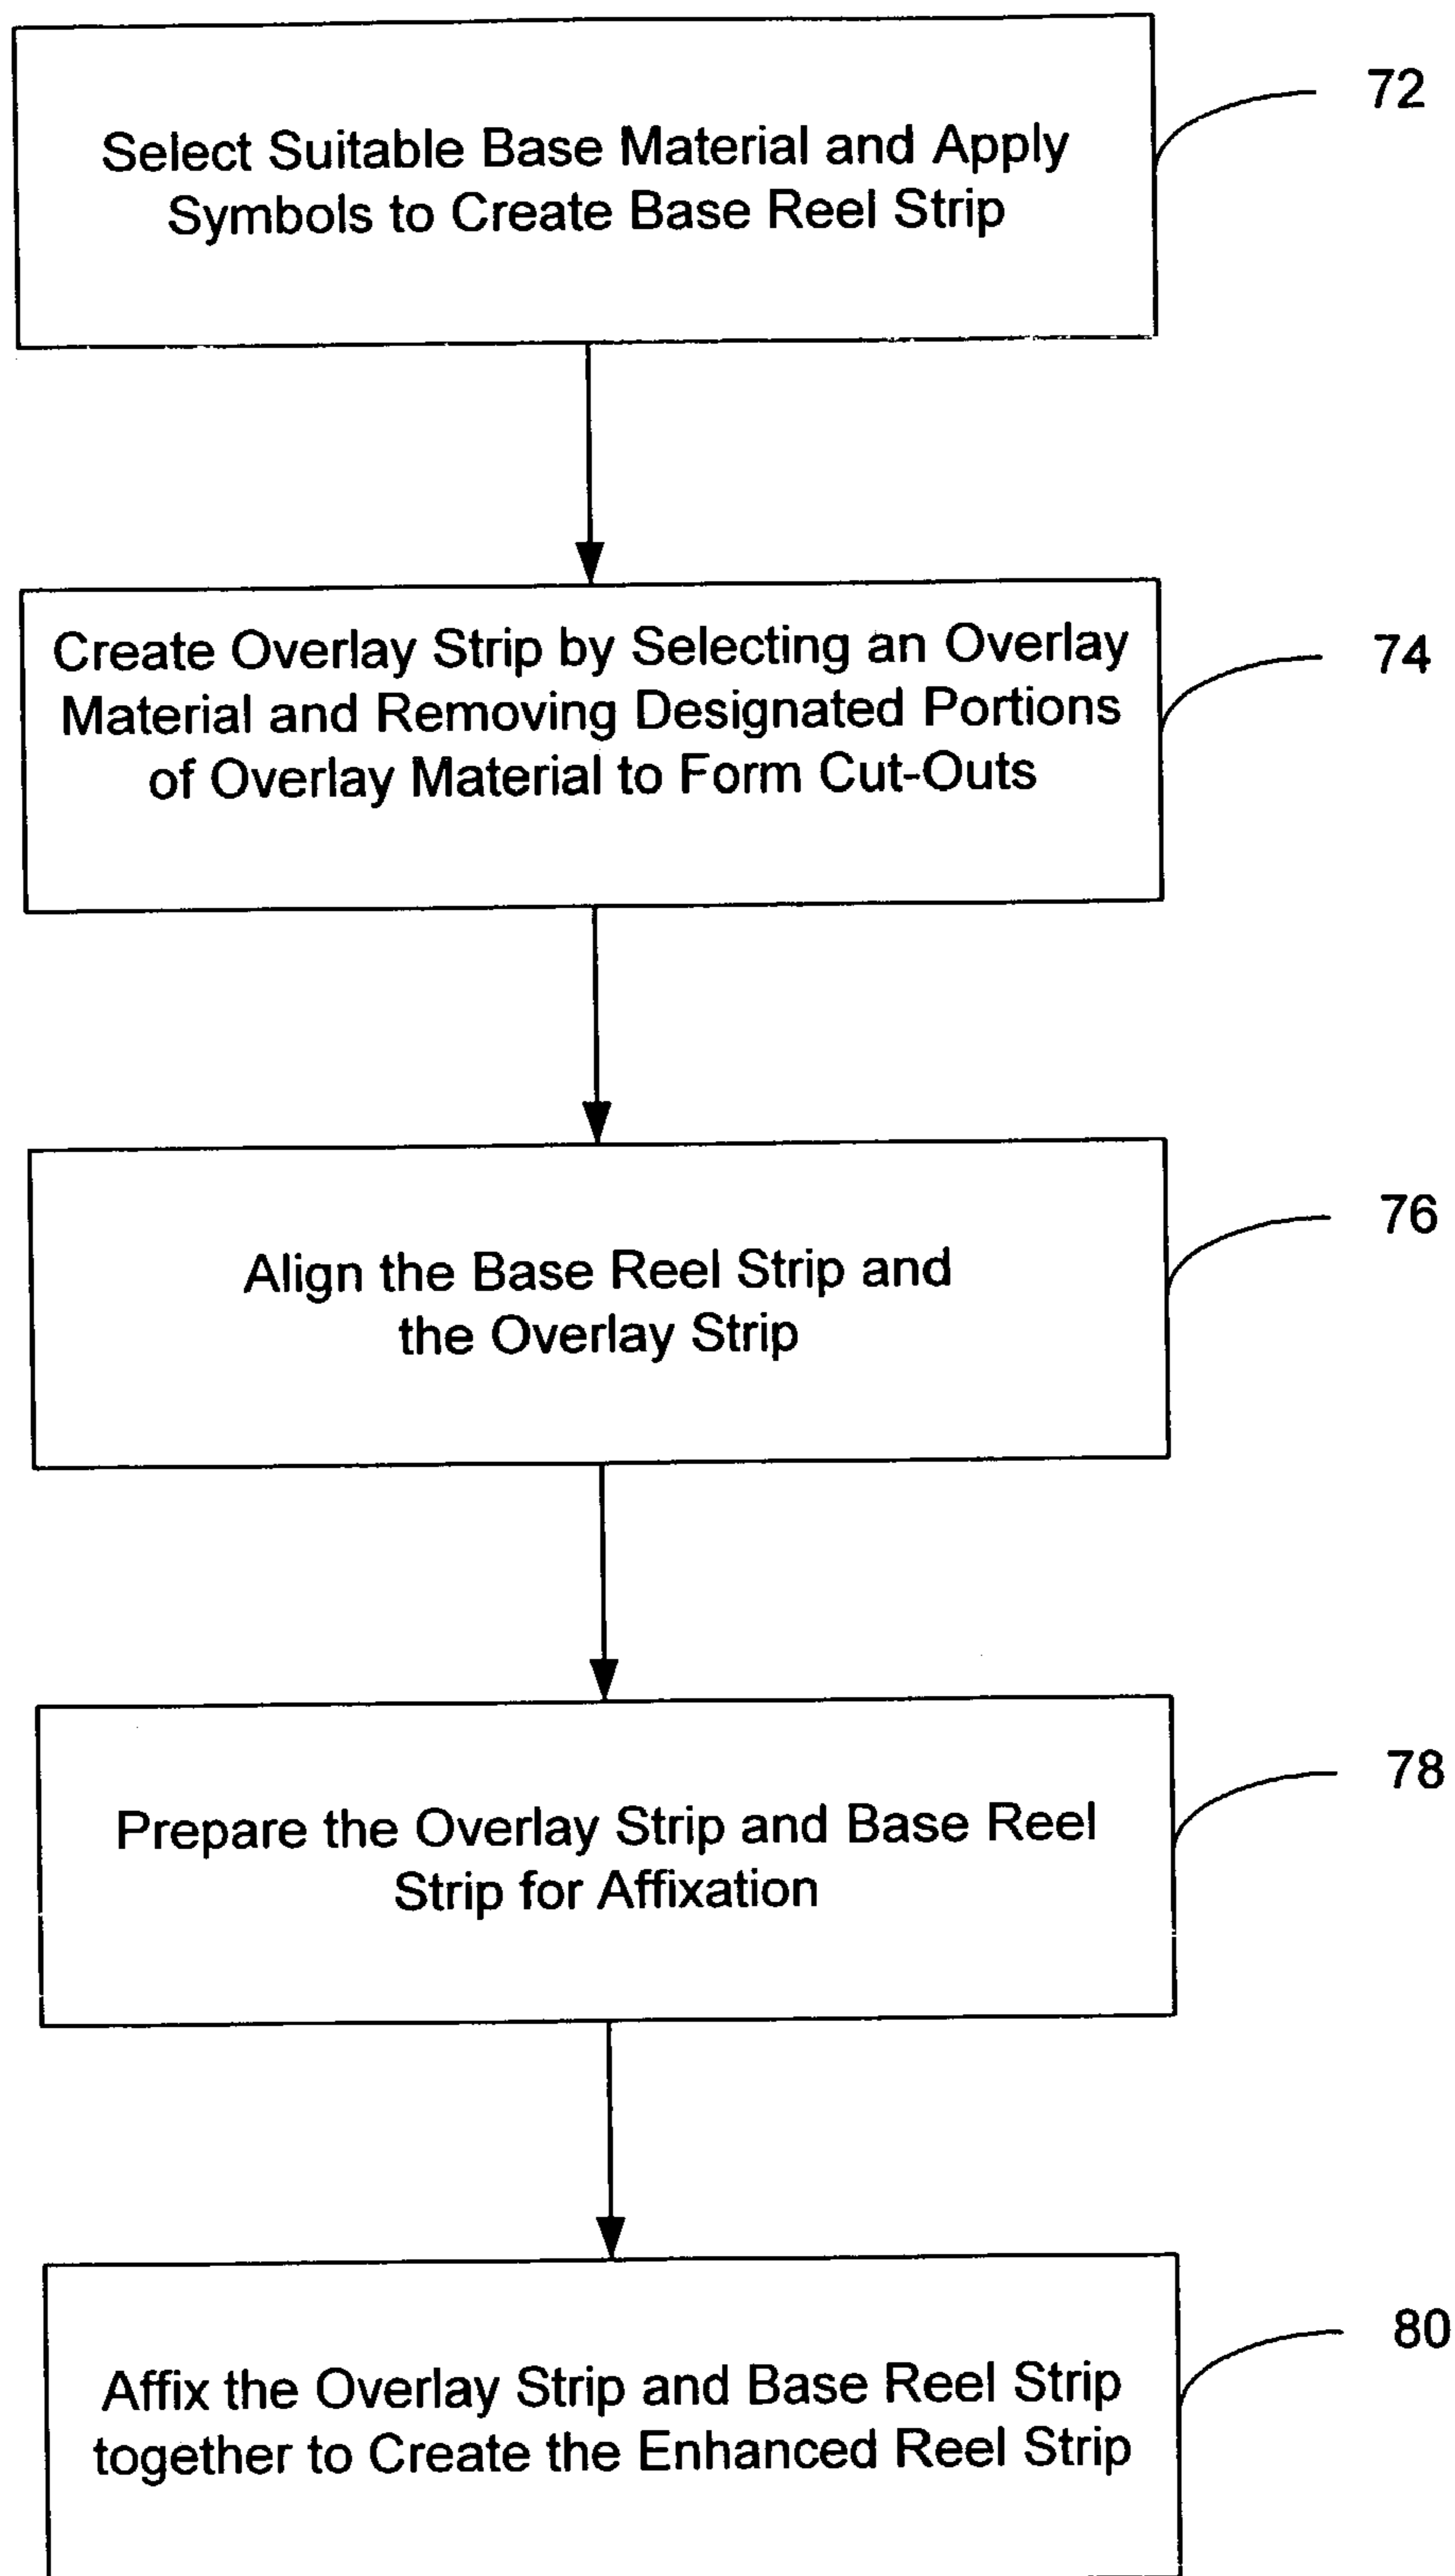 72
Select Suitable Base Material and Apply
Symbols to Create Base Reel Strip
74
Create Overlay Strip by Selecting an Overlay
Material and Removing Designated Portions
of Overlay Material to Form Cut-Outs
76
Align the Base Reel Strip and
the Overlay Strip
78
Prepare the Overlay Strip and Base Reel
Strip for Affixation
80
Affix the Overlay Strip and Base Reel Strip
together to Create the Enhanced Reel Strip